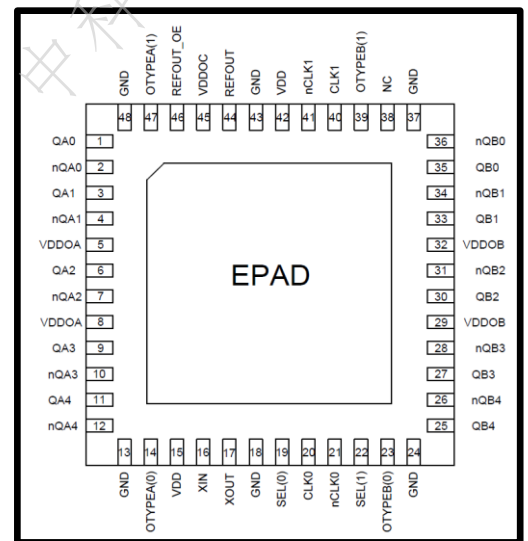 中科
GND OTYPEA(1) REFOUT_OE VDDOC REFOUT GND VDD nCLK1 CLK1 OTYPEB(1) NC GND
48 47 46 45 44 43 42 41 40 39 38 37
QA0 1 36 nQB0
nQA0 2 35 QB0
QA1 3 34 nQB1
nQA1 4 33 QB1
VDDOA 5 32 VDDOB
QA2 6 31 nQB2
EPAD
nQA2 7 30 QB2
VDDOA 8 29 VDDOB
QA3 9 28 nQB3
nQA3 10 27 QB3
QA4 11 26 nQB4
nQA4 12 25 QB4
13 14 15 16 17 18 19 20 21 22 23 24
GND OTYPEA(0) VDD XIN XOUT GND SEL(0) CLK0 nCLK0 SEL(1) OTYPEB(0) GND